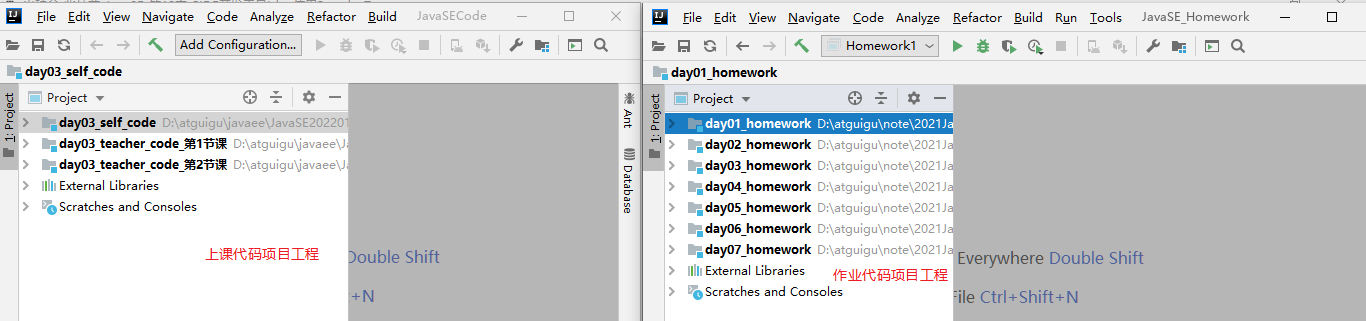 File Edit View Navigate Code Analyze Refactor Build JavaSECode
Add Configuration...
day03_self_code
1: Project
Project
day03_self_code D:\atguigu\javaee\JavaSE20220
day03_teacher_code_第1节课 D:\atguigu\javaee\Ja
day03_teacher_code_第2节课 D:\atguigu\javaee\Ja
External Libraries
Scratches and Consoles
Ant
Database
上课代码项目工程
Double Shift
+N
File Edit View Navigate Code Analyze Refactor Build Run Tools JavaSE_Homework
Homework1
day01_homework
1: Project
Project
day01_homework D:\atguigu\note\2021Ja
day02_homework D:\atguigu\note\2021Ja
day03_homework D:\atguigu\note\2021Ja
day04_homework D:\atguigu\note\2021Ja
day05_homework D:\atguigu\note\2021Ja
day06_homework D:\atguigu\note\2021Ja
day07_homework D:\atguigu\note\2021Ja
External Libraries
Scratches and Consoles
作业代码项目工程
Everywhere Double Shift
File Ctrl+Shift+N